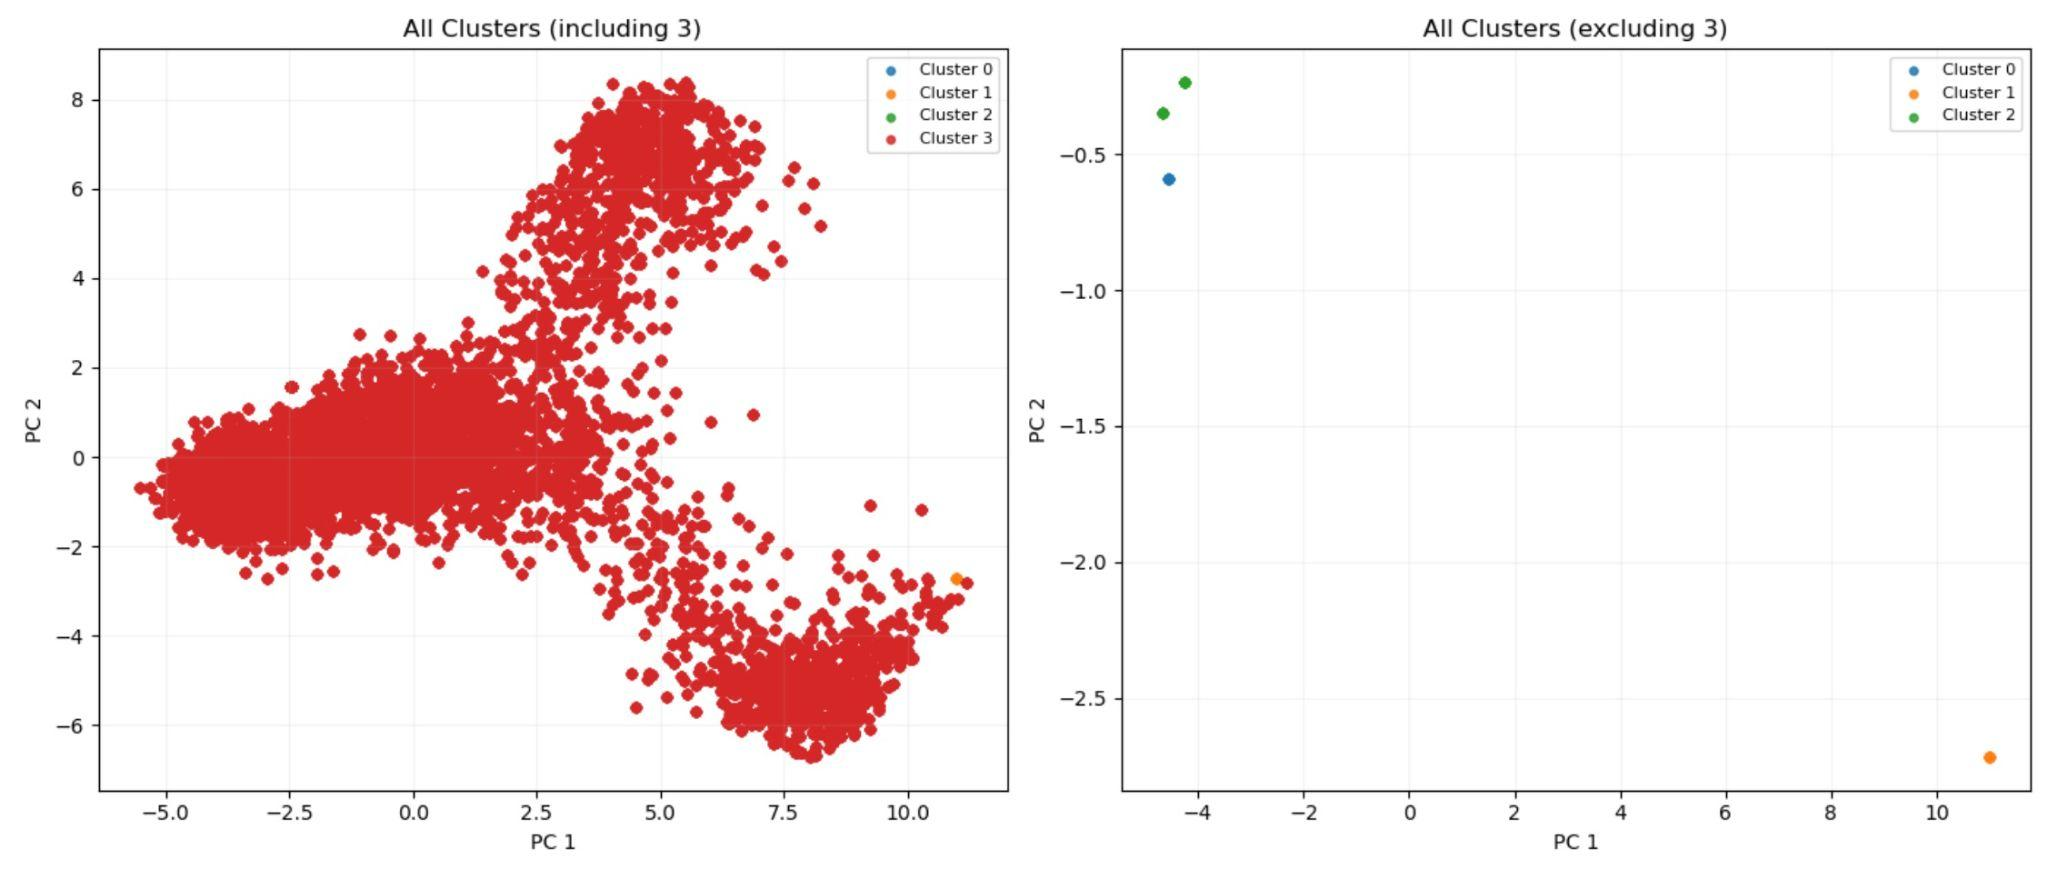 All Clusters (including 3)
Cluster 0
Cluster 1
Cluster 2
Cluster 3
8
6
4
2
0
−2
−4
−6
PC 2
−5.0 −2.5 0.0 2.5 5.0 7.5 10.0
PC 1
All Clusters (excluding 3)
Cluster 0
Cluster 1
Cluster 2
−0.5
−1.0
−1.5
−2.0
−2.5
PC 2
−4 −2 0 2 4 6 8 10
PC 1